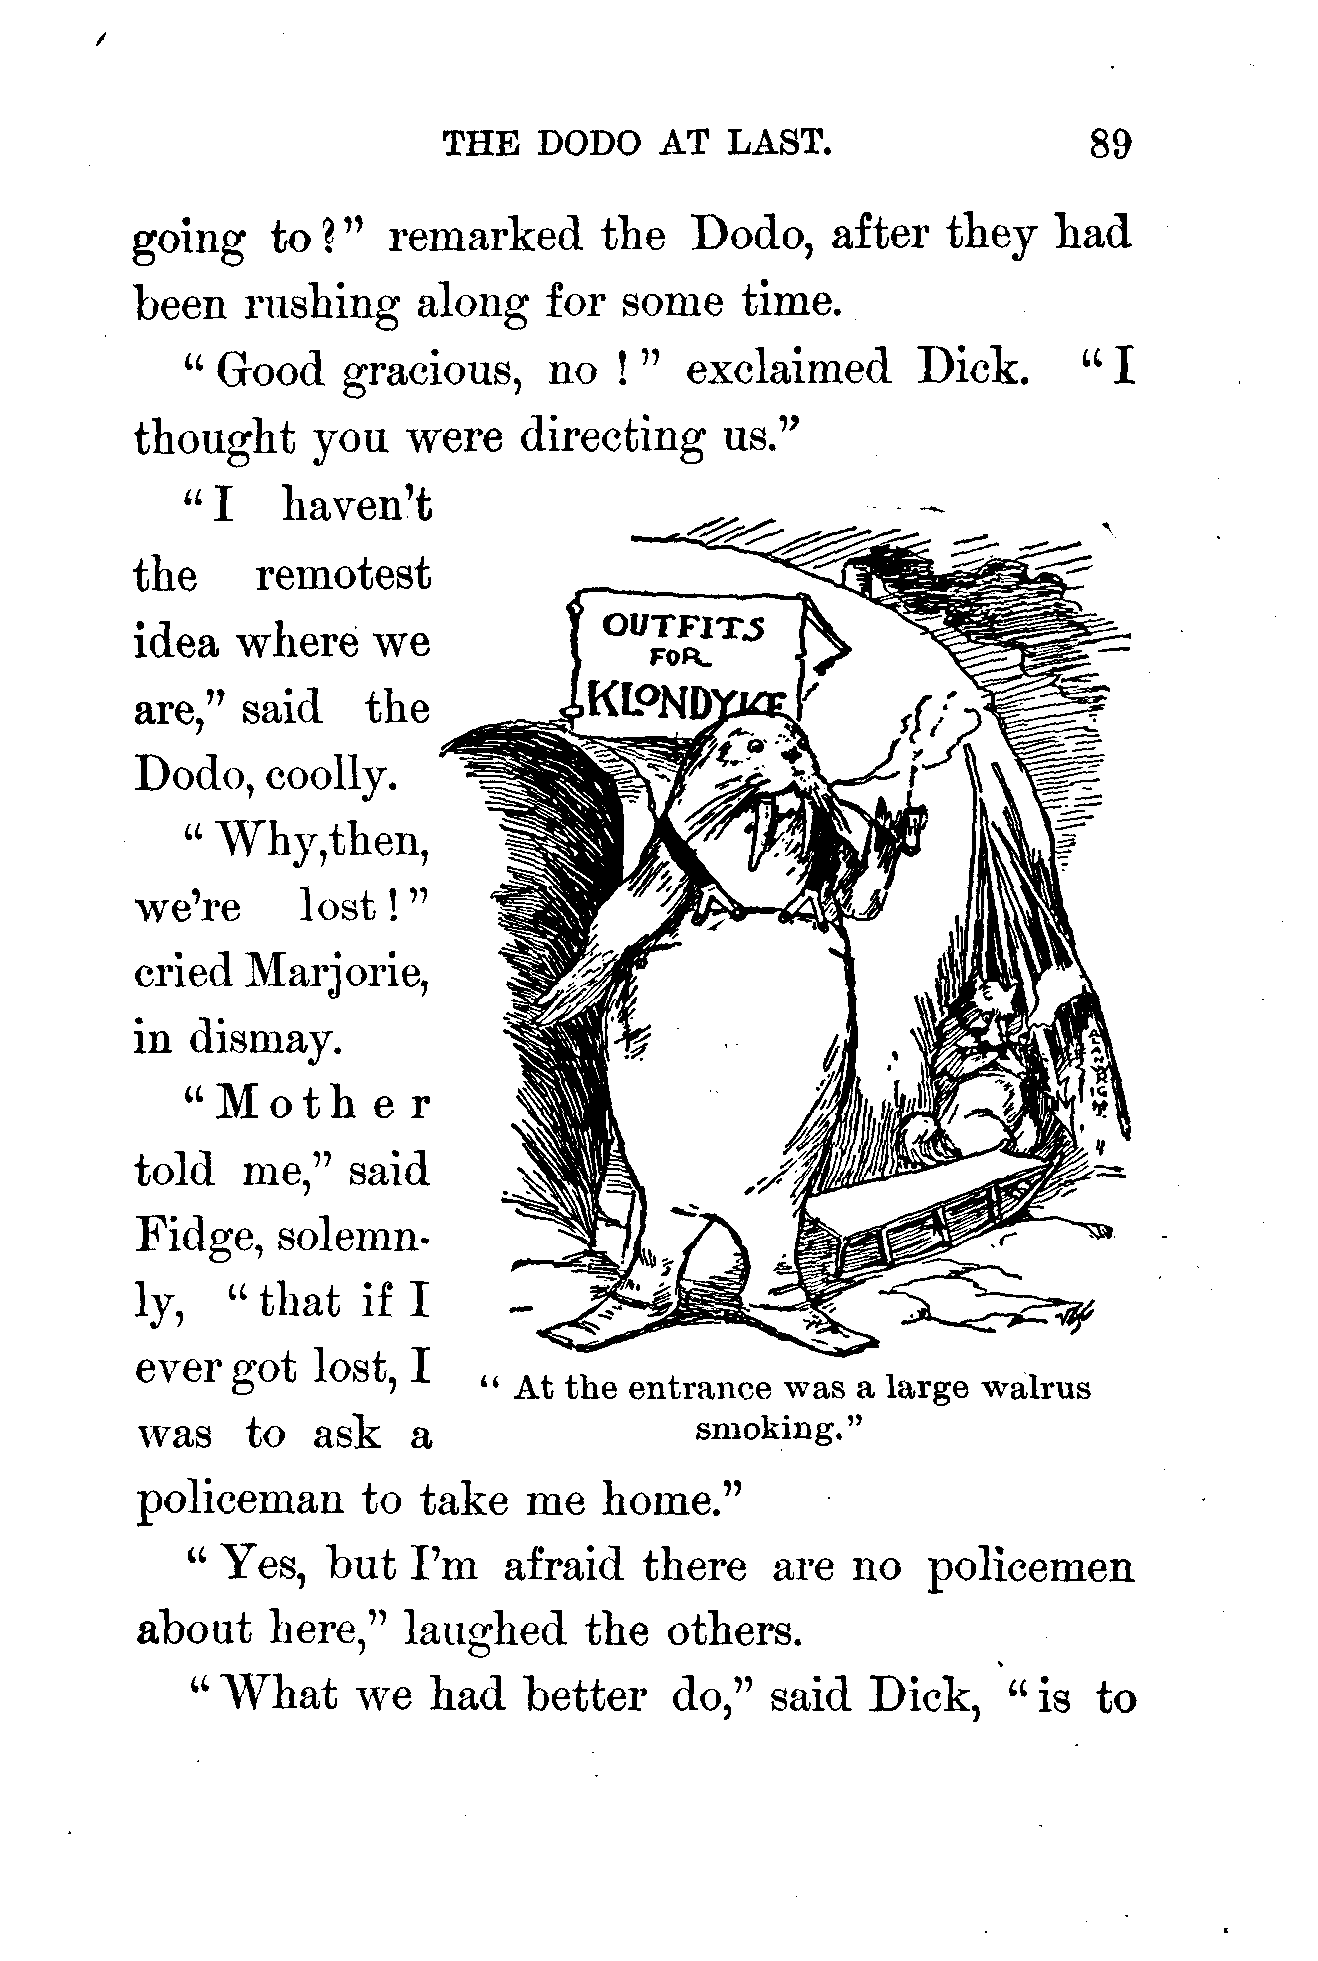 THE DODO AT LAST. 89
going to?” remarked the Dodo, after they had
been rushing along for some time.
“Good gracious, no!” exclaimed Dick. “I
thought you were directing us.”
“I haven't
the remotest
idea where we
are,” said the
Dodo, coolly.
“Why, then,
we're lost!”
cried Marjorie,
in dismay.
“Mother
told me,” said
Fidge, solemn-
ly, “that if I
ever got lost, I
was to ask a
OUTFITS
FOR
KLONDYKE
“At the entrance was a large walrus
smoking.”
policeman to take me home.”
“Yes, but I'm afraid there are no policemen
about here,” laughed the others.
“What we had better do,” said Dick, “is to